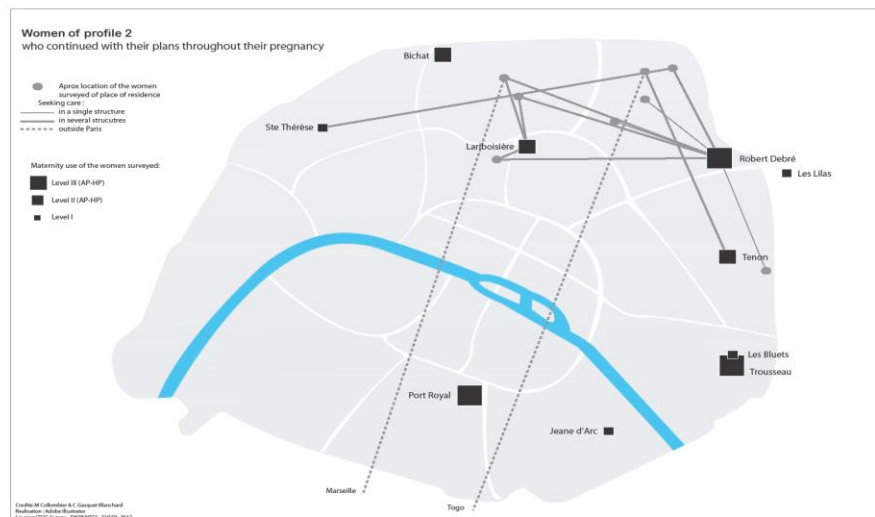 Women of profile 2
who continued with their plans throughout their pregnancy
Aprox location of the women
surveyed of place of residence
Seeking care :
in a single structure
in several strucutres
outside Paris
Maternity use of the women surveyed:
Level III (AP-HP)
Level II (AP-HP)
Level I
Bichat
Ste Thérèse
Lariboisière
Robert Debré
Les Lilas
Tenon
Les Bluets
Trousseau
Port Royal
Jeane d'Arc
Marseille
Togo
Credits: M Collombier & C Gasquet Blanchard
Realisation : Adobe Illustrator